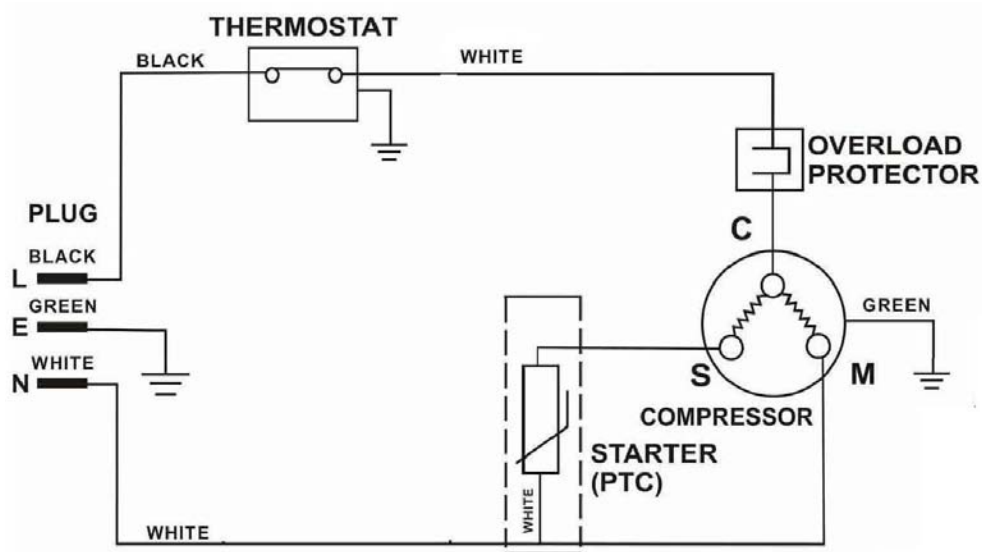 THERMOSTAT
BLACK
WHITE
OVERLOAD
PROTECTOR
PLUG
C
BLACK
L
GREEN
E
GREEN
WHITE
N
S
M
COMPRESSOR
STARTER
(PTC)
WHITE
WHITE